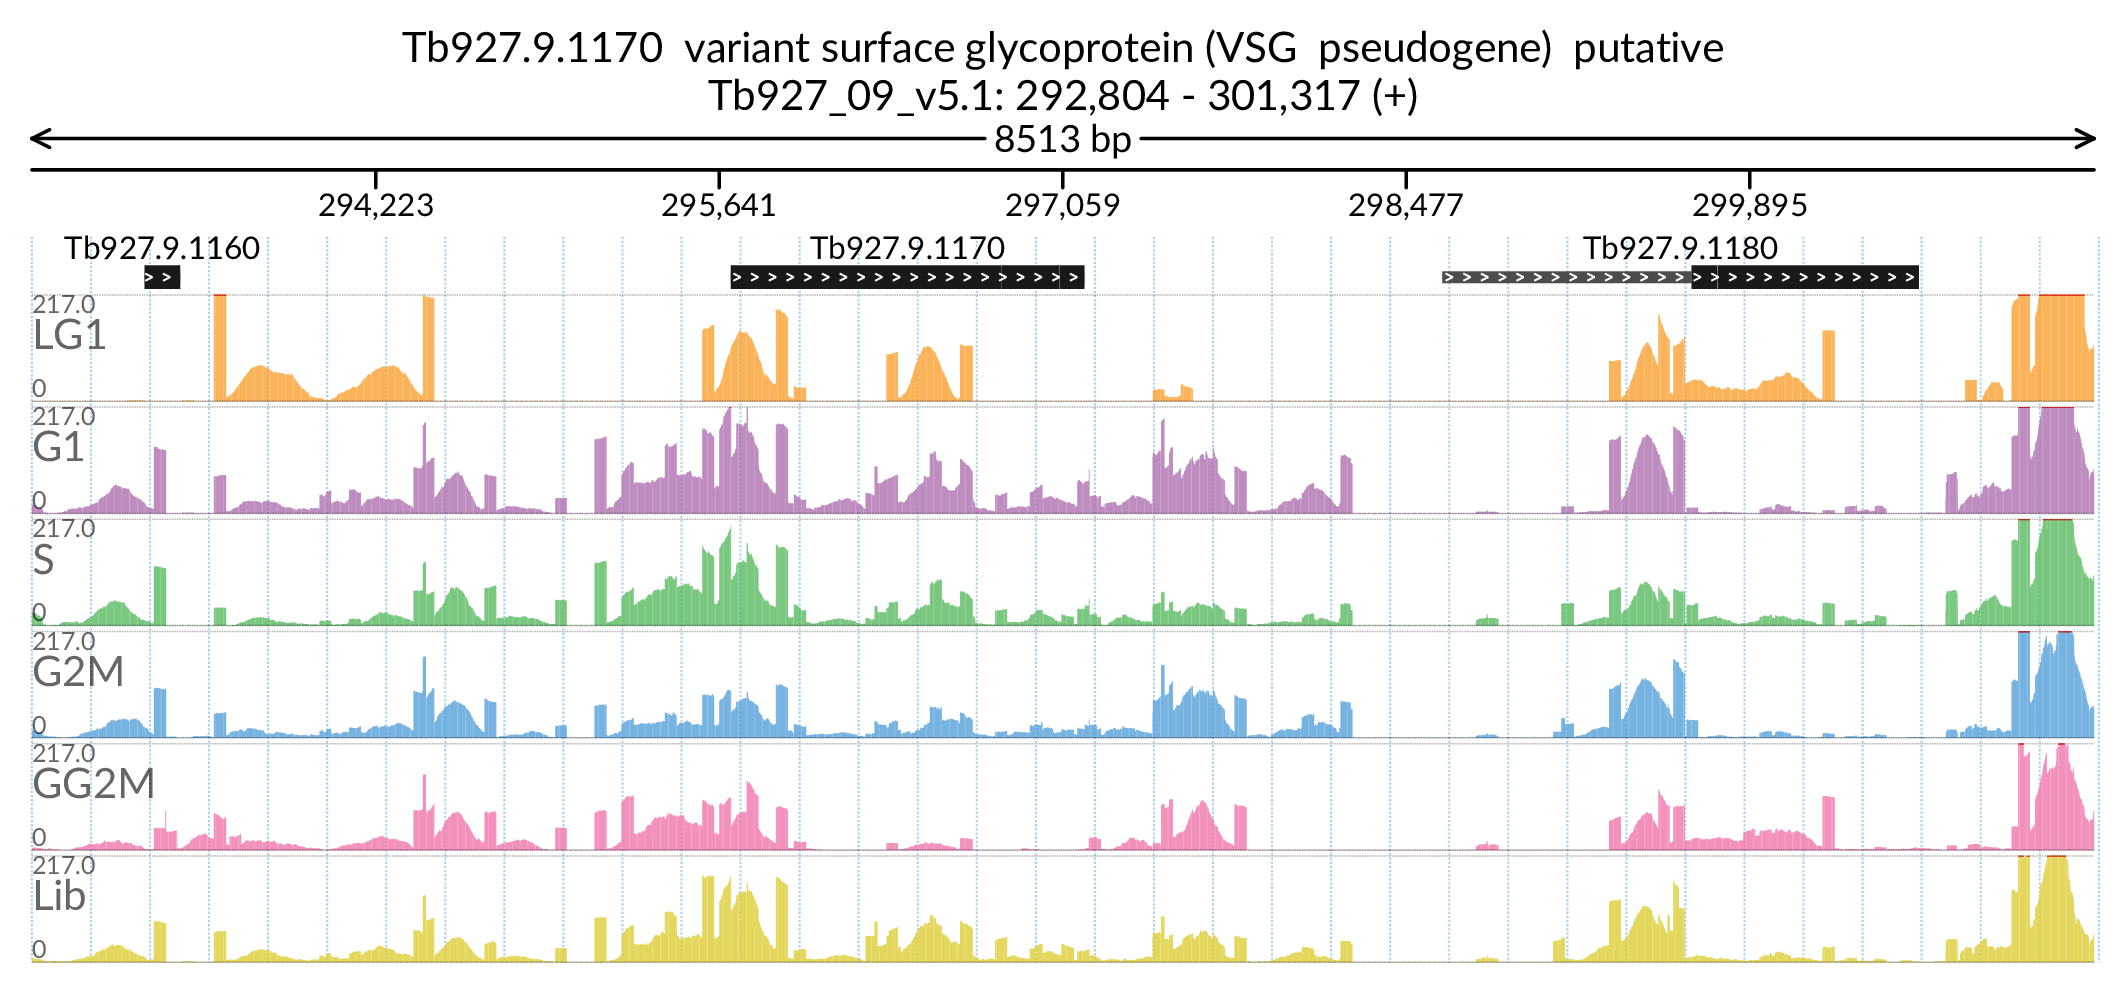 Tb927.9.1170 variant surface glycoprotein (VSG pseudogene) putative
Tb927_09_v5.1: 292,804 - 301,317 (+)
8513 bp
294,223 295,641 297,059 298,477 299,895
Tb927.9.1160 Tb927.9.1170 Tb927.9.1180
217.0
LG1
0
217.0
G1
0
217.0
S
0
217.0
G2M
0
217.0
GG2M
0
217.0
Lib
0